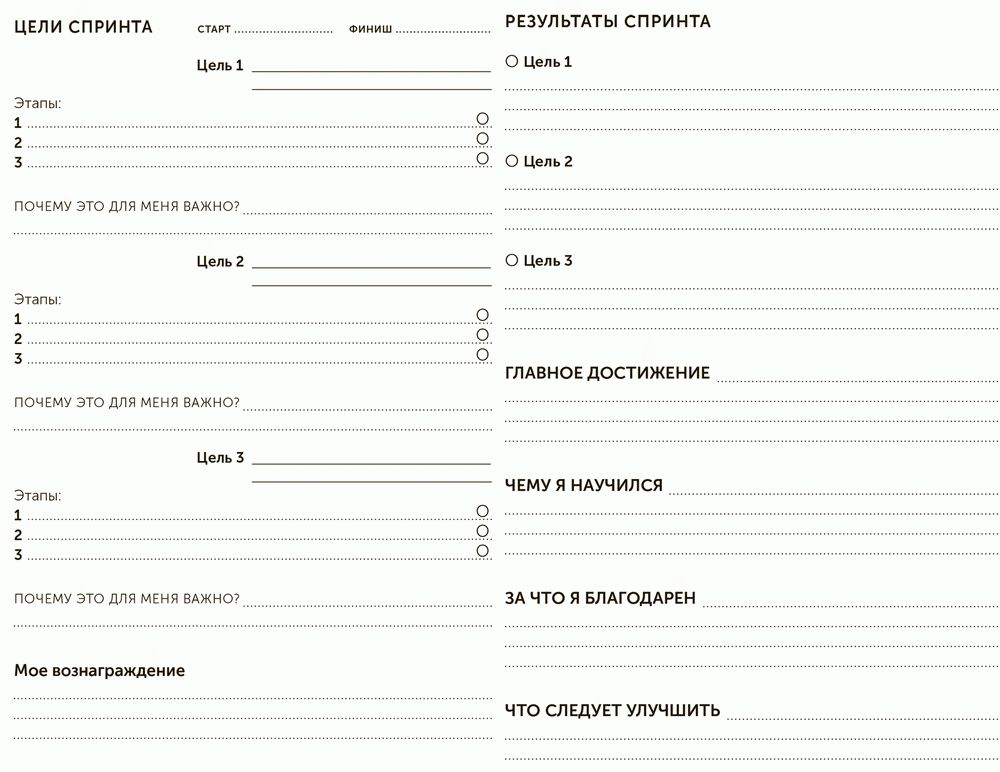 ЦЕЛИ СПРИНТА СТАРТ ФИНИШ
Цель 1
Этапы:
1
2
3
ПОЧЕМУ ЭТО ДЛЯ МЕНЯ ВАЖНО?
Цель 2
Этапы:
1
2
3
ПОЧЕМУ ЭТО ДЛЯ МЕНЯ ВАЖНО?
Цель 3
Этапы:
1
2
3
ПОЧЕМУ ЭТО ДЛЯ МЕНЯ ВАЖНО?
Мое вознаграждение
РЕЗУЛЬТАТЫ СПРИНТА
Цель 1
Цель 2
Цель 3
ГЛАВНОЕ ДОСТИЖЕНИЕ
ЧЕМУ Я НАУЧИЛСЯ
ЗА ЧТО Я БЛАГОДАРЕН
ЧТО СЛЕДУЕТ УЛУЧШИТЬ